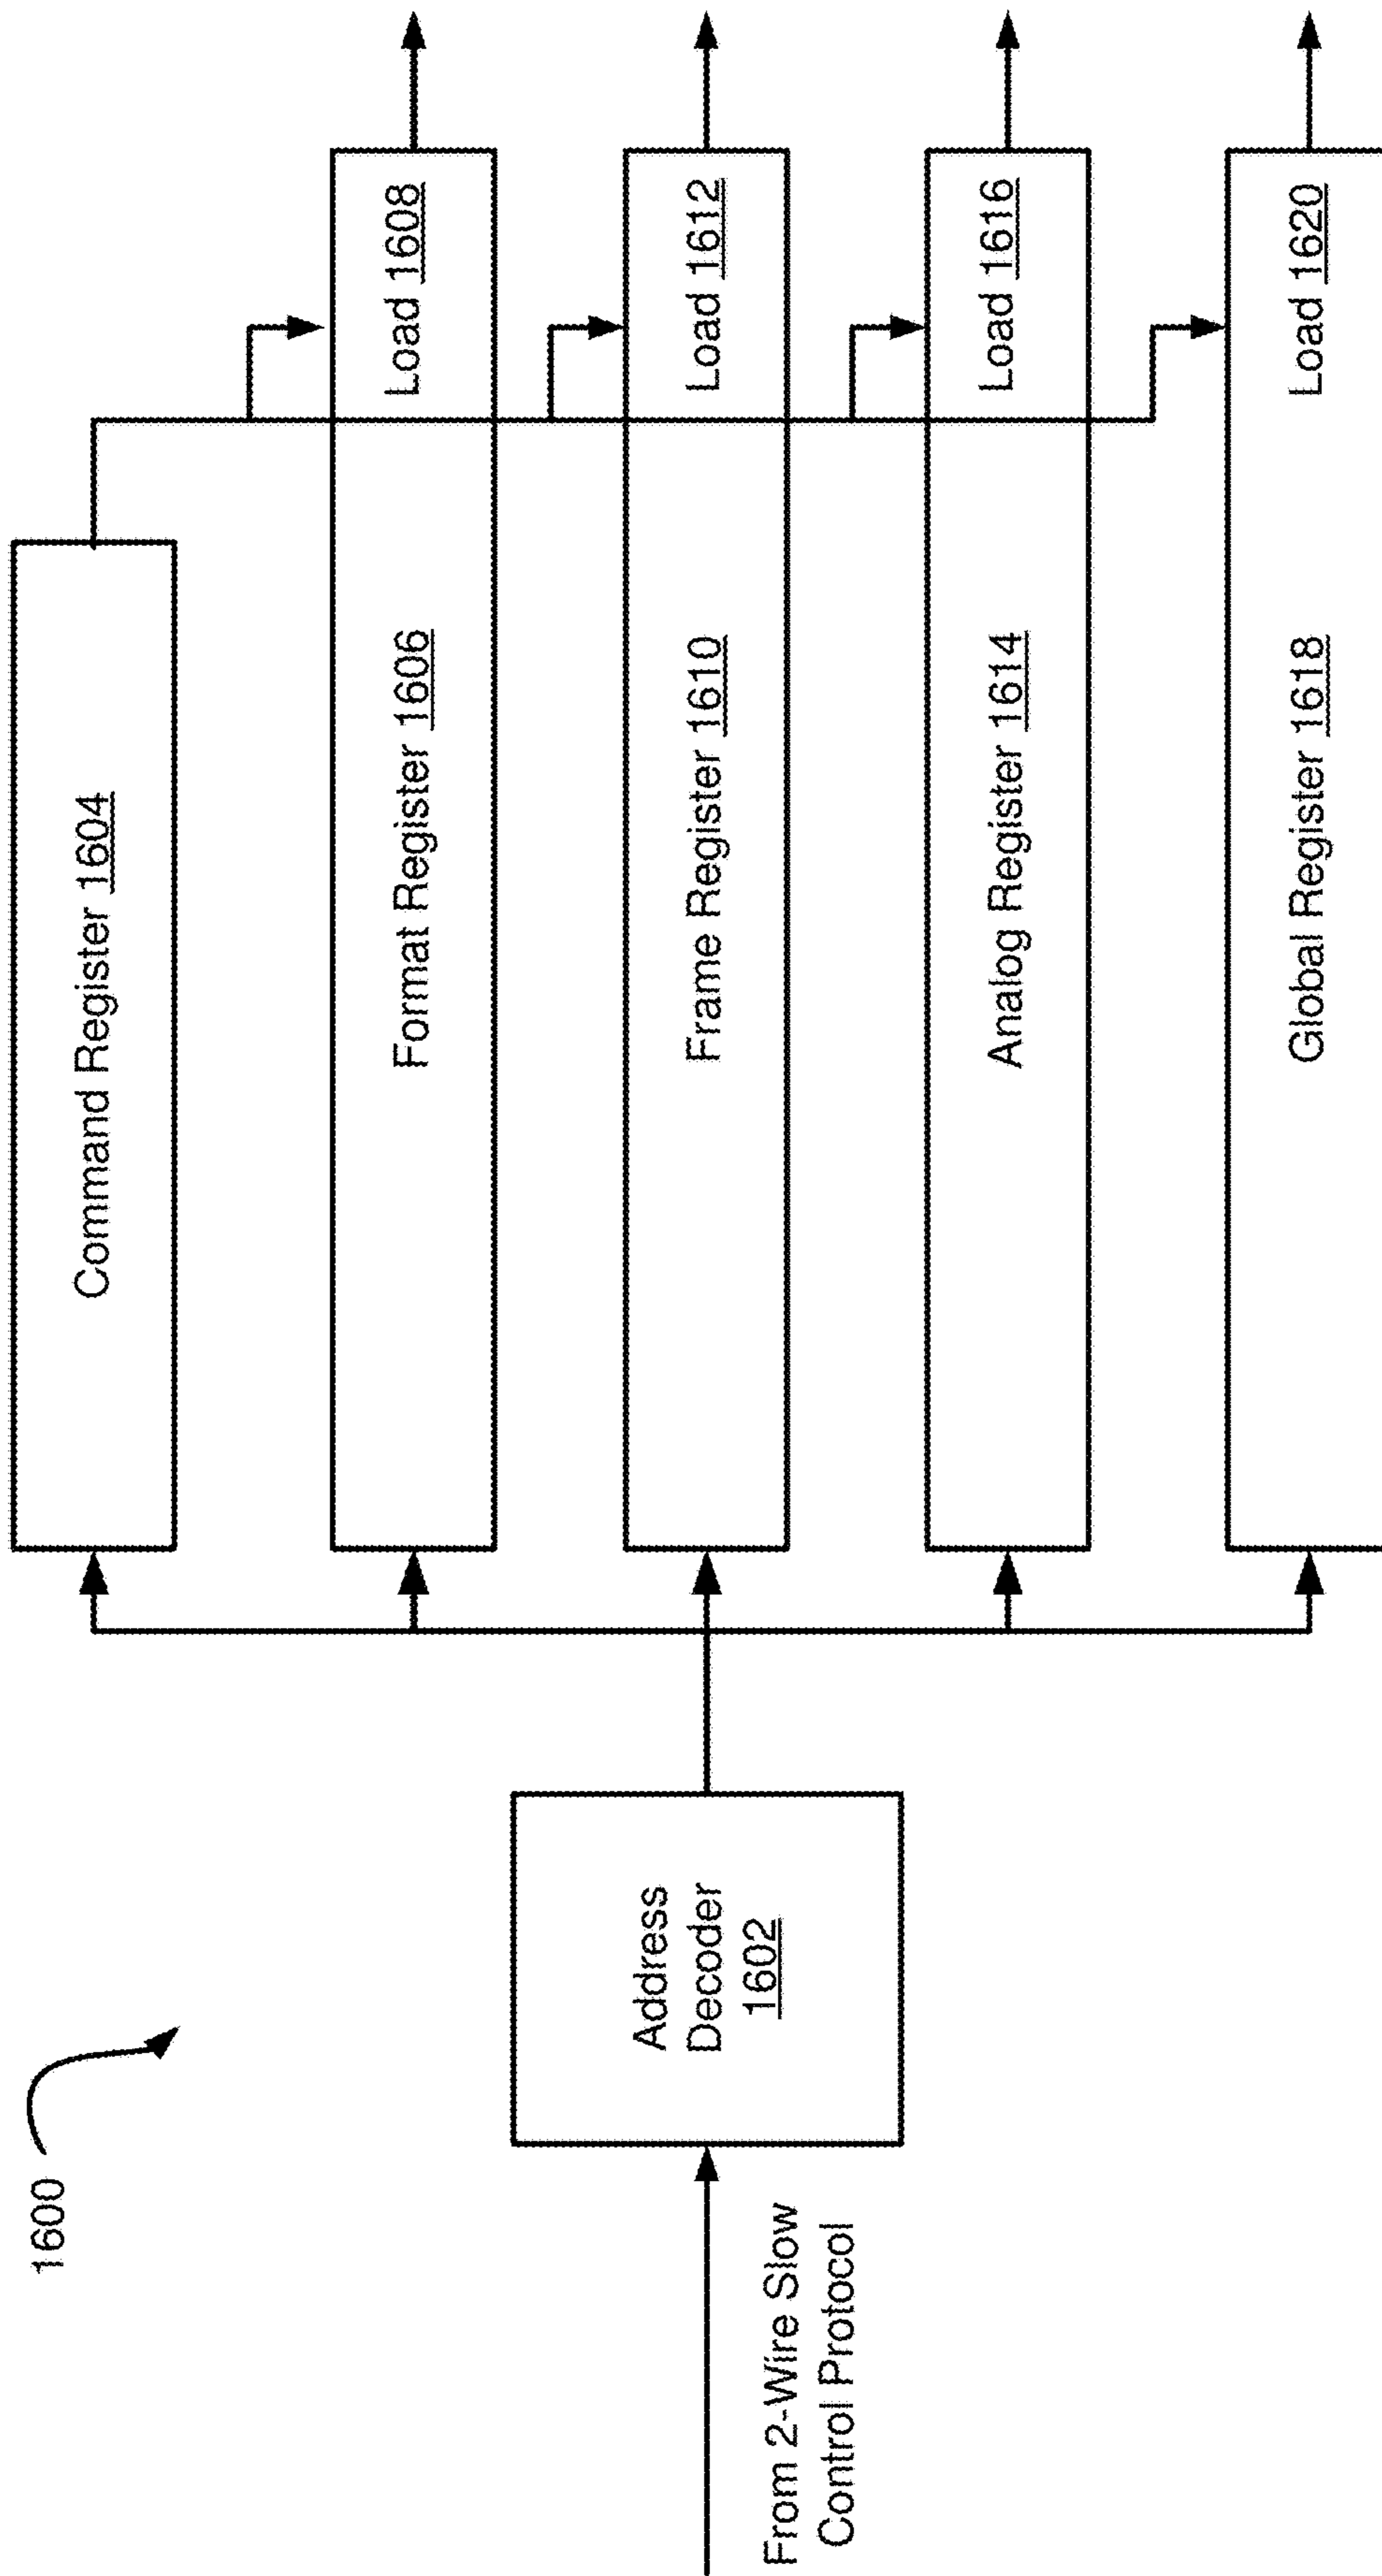 1600
From 2-Wire Slow
Control Protocol
Address
Decoder
1602
Command Register 1604
Format Register 1606
Load 1608
Frame Register 1610
Load 1612
Analog Register 1614
Load 1616
Global Register 1618
Load 1620